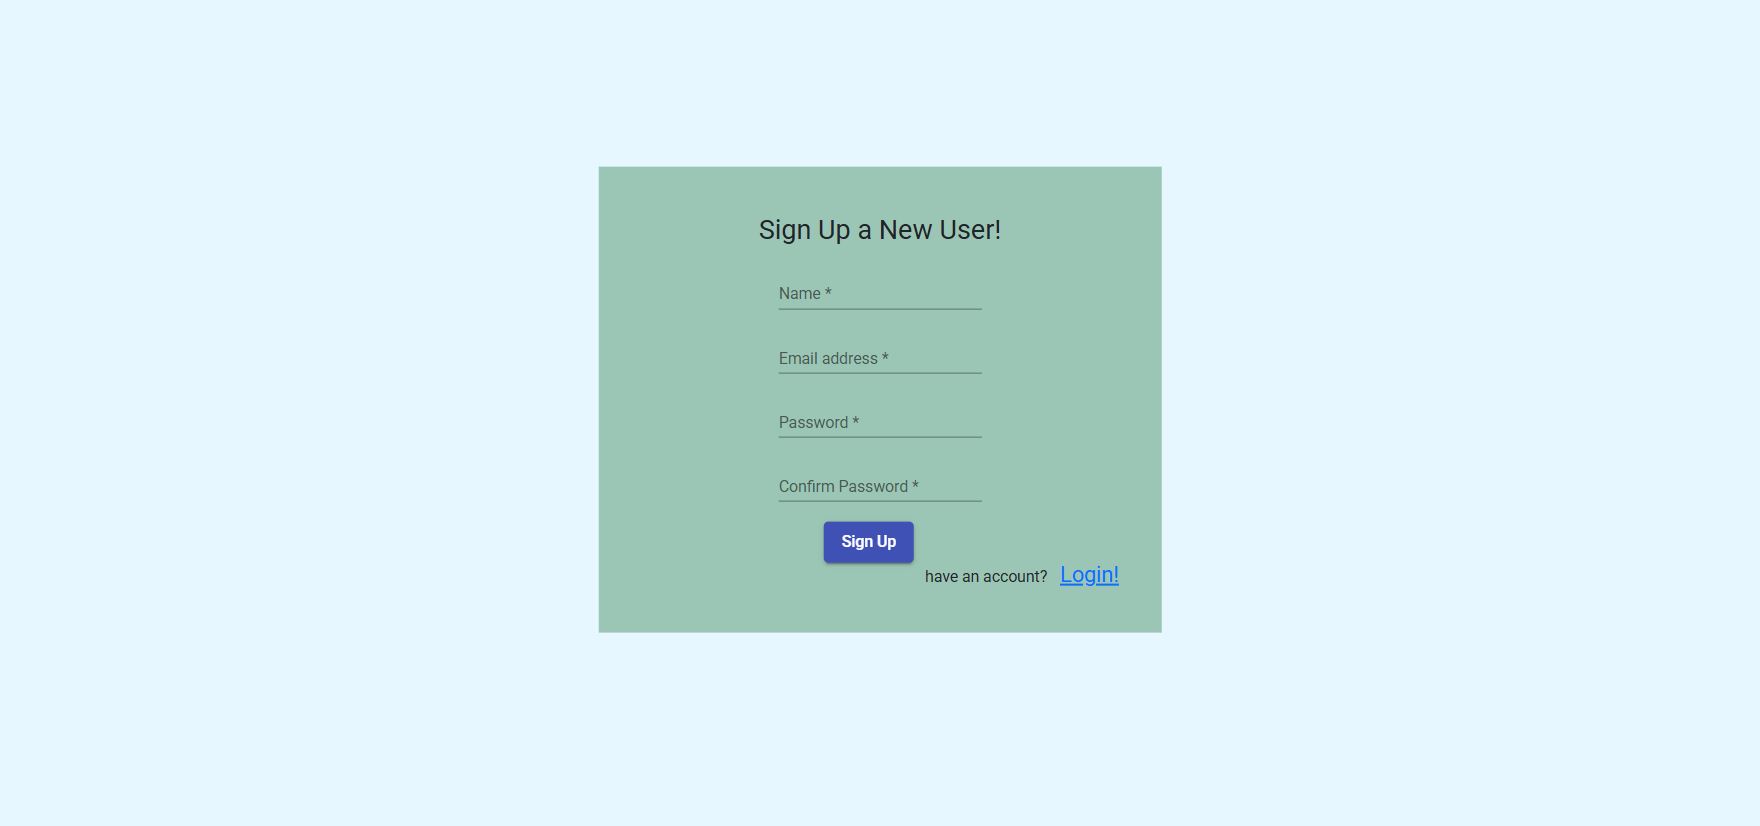 Sign Up a New User!
Name *
Email address *
Password *
Confirm Password *
Sign Up
have an account? Login!